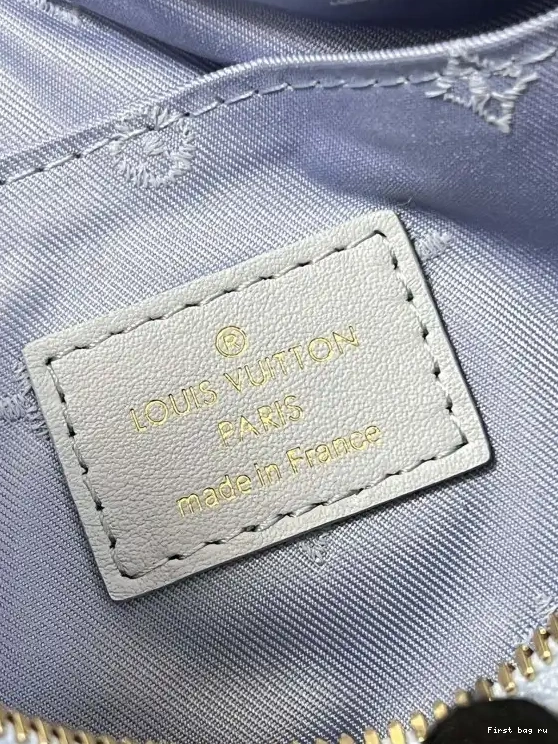 ®
LOUIS VUITTON
PARIS
made in France
First bag ru